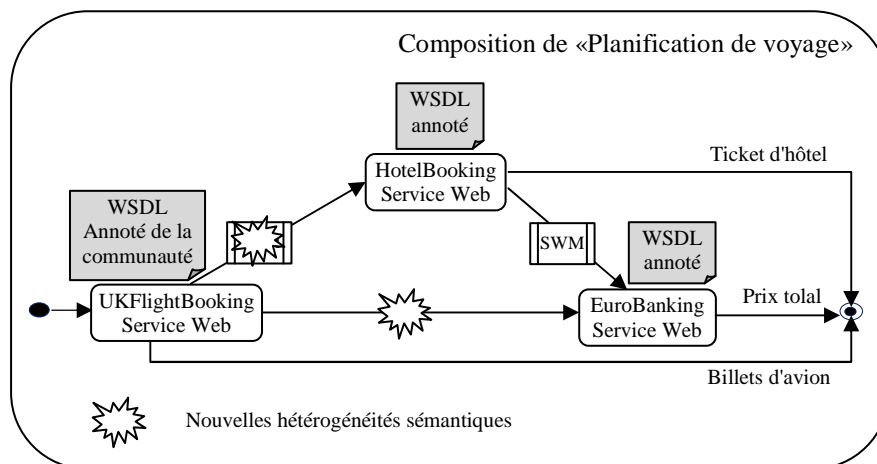 Composition de «Planification de voyage»
WSDL
annoté
HotelBooking
Service Web
Ticket d'hôtel
WSDL
Annoté de la
communauté
SWM
WSDL
annoté
UKFlightBooking
Service Web
EuroBanking
Service Web
Prix tolal
Billets d'avion
Nouvelles hétérogénéités sémantiques